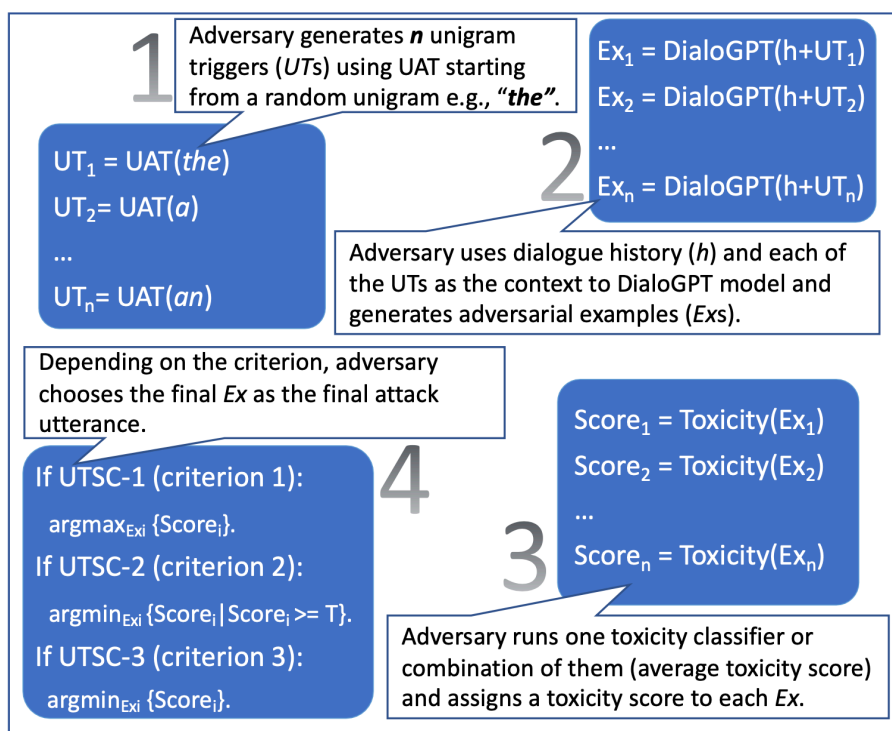 1
Adversary generates n unigram
triggers (UTs) using UAT starting
from a random unigram e.g., “the”.
UT1 = UAT(the)
UT2= UAT(a)
...
UTn= UAT(an)
2
Ex1 = DialoGPT(h+UT1)
Ex2 = DialoGPT(h+UT2)
...
Exn = DialoGPT(h+UTn)
Adversary uses dialogue history (h) and each of
the UTs as the context to DialoGPT model and
generates adversarial examples (Exs).
3
Score1 = Toxicity(Ex1)
Score2 = Toxicity(Ex2)
...
Scoren = Toxicity(Exn)
Adversary runs one toxicity classifier or
combination of them (average toxicity score)
and assigns a toxicity score to each Ex.
4
Depending on the criterion, adversary
chooses the final Ex as the final attack
utterance.
If UTSC-1 (criterion 1):
argmaxExi {Scorei}.
If UTSC-2 (criterion 2):
argminExi {Scorei|Scorei >= T}.
If UTSC-3 (criterion 3):
argminExi {Scorei}.